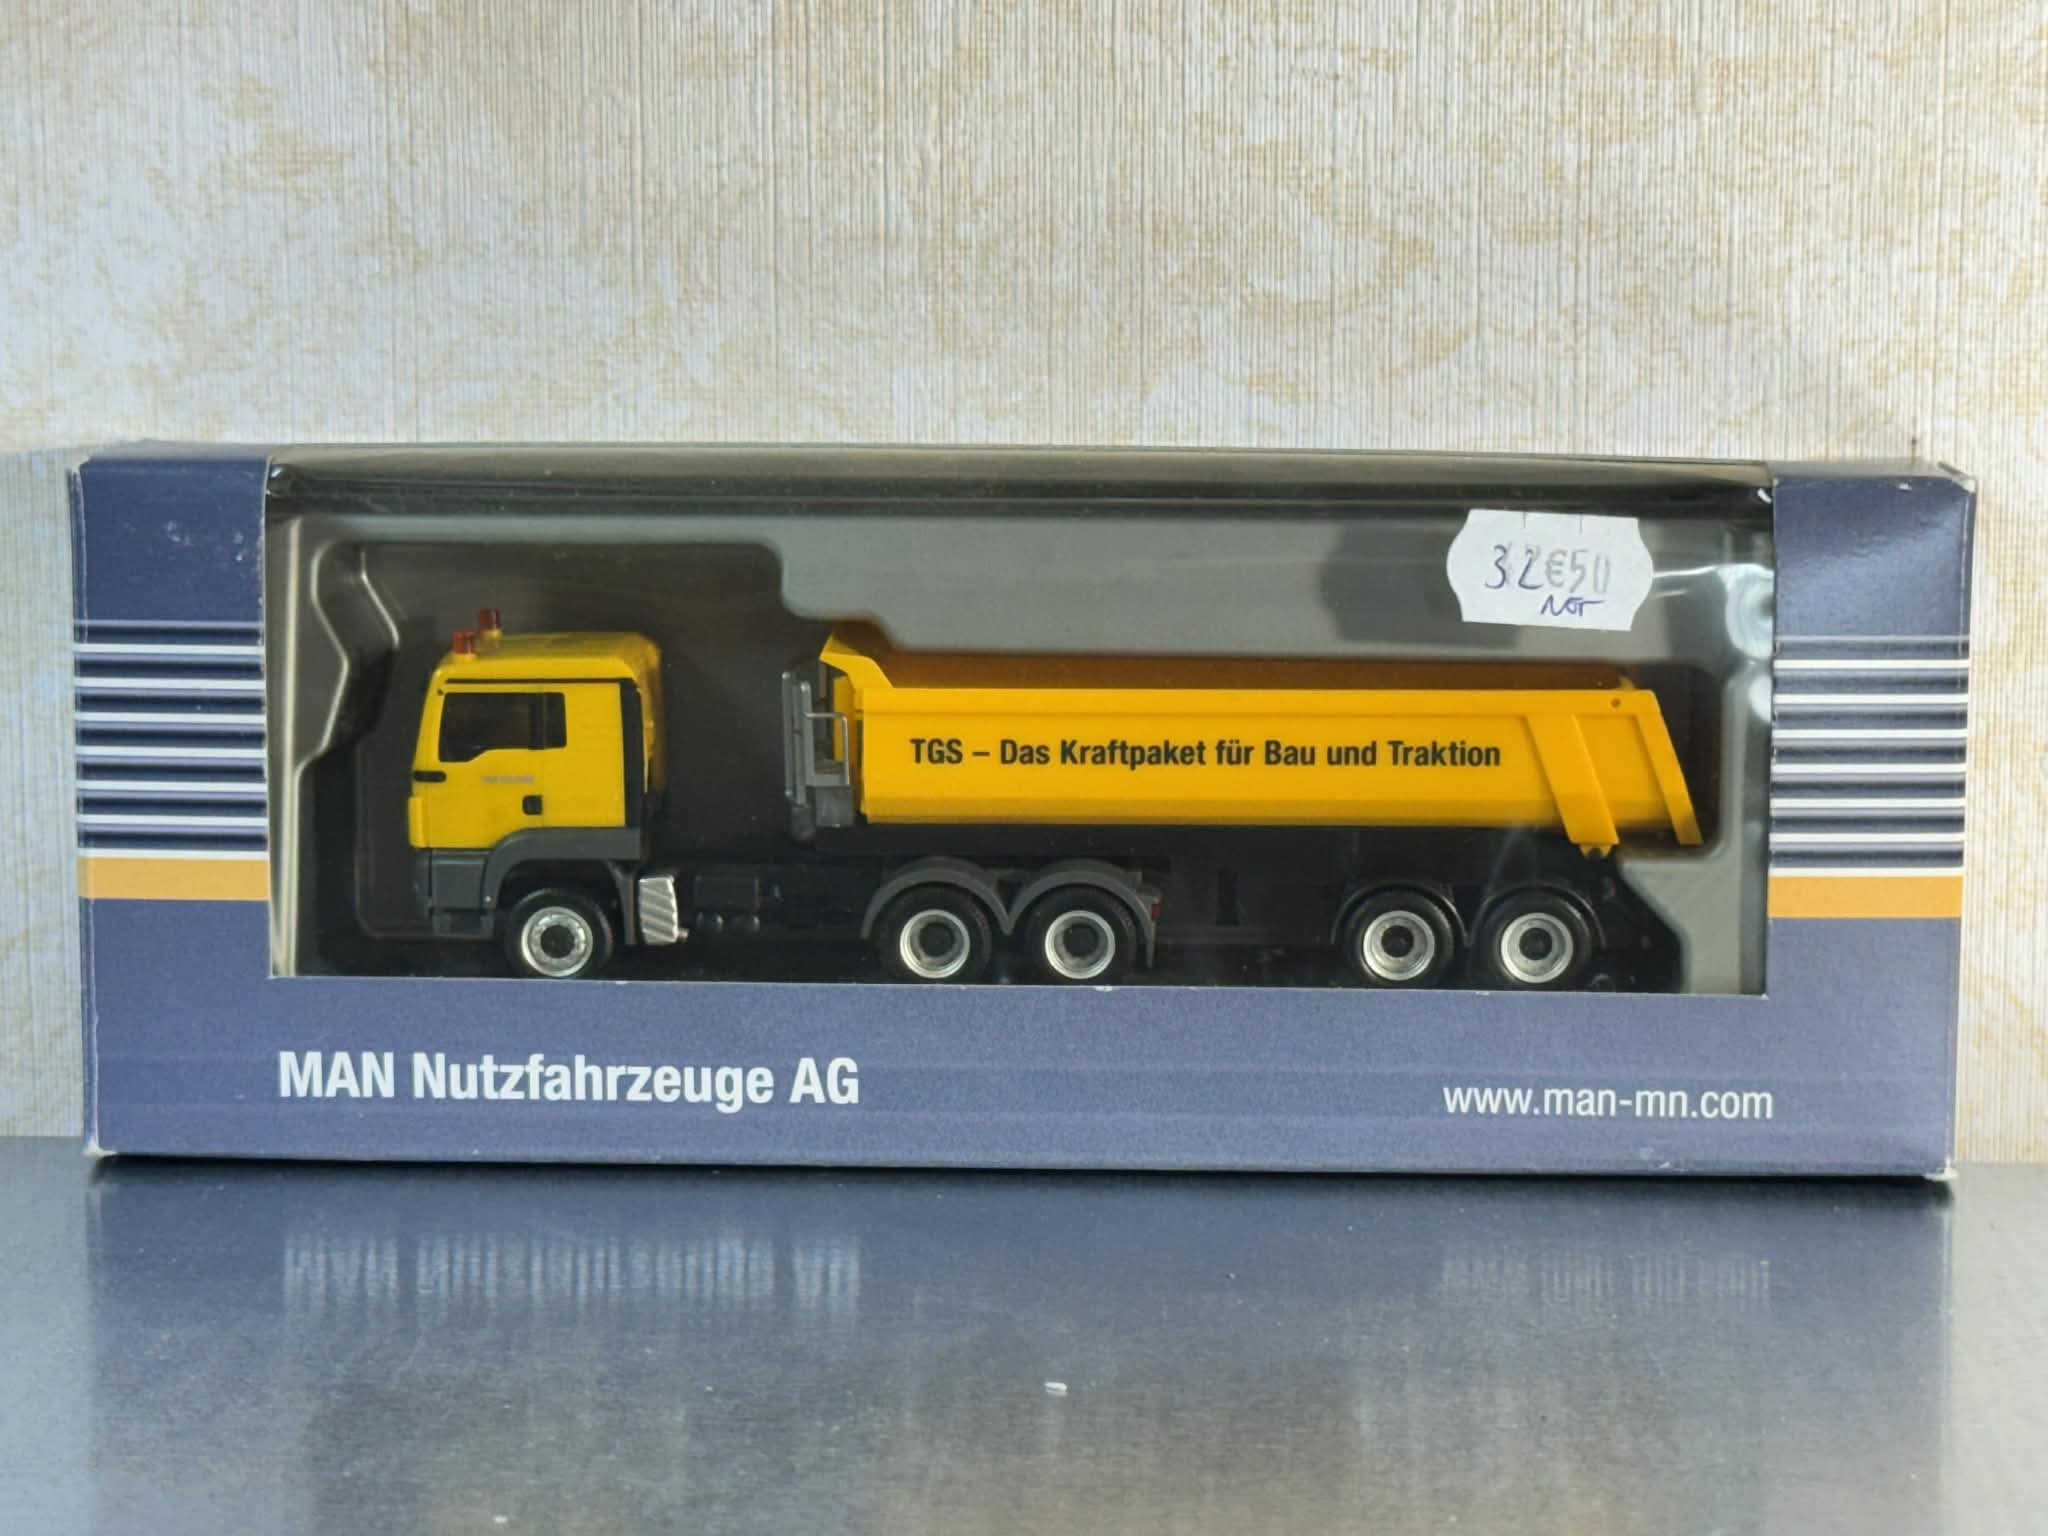 32€50
TGS – Das Kraftpaket für Bau und Traktion
MAN Nutzfahrzeuge AG
www.man-mn.com